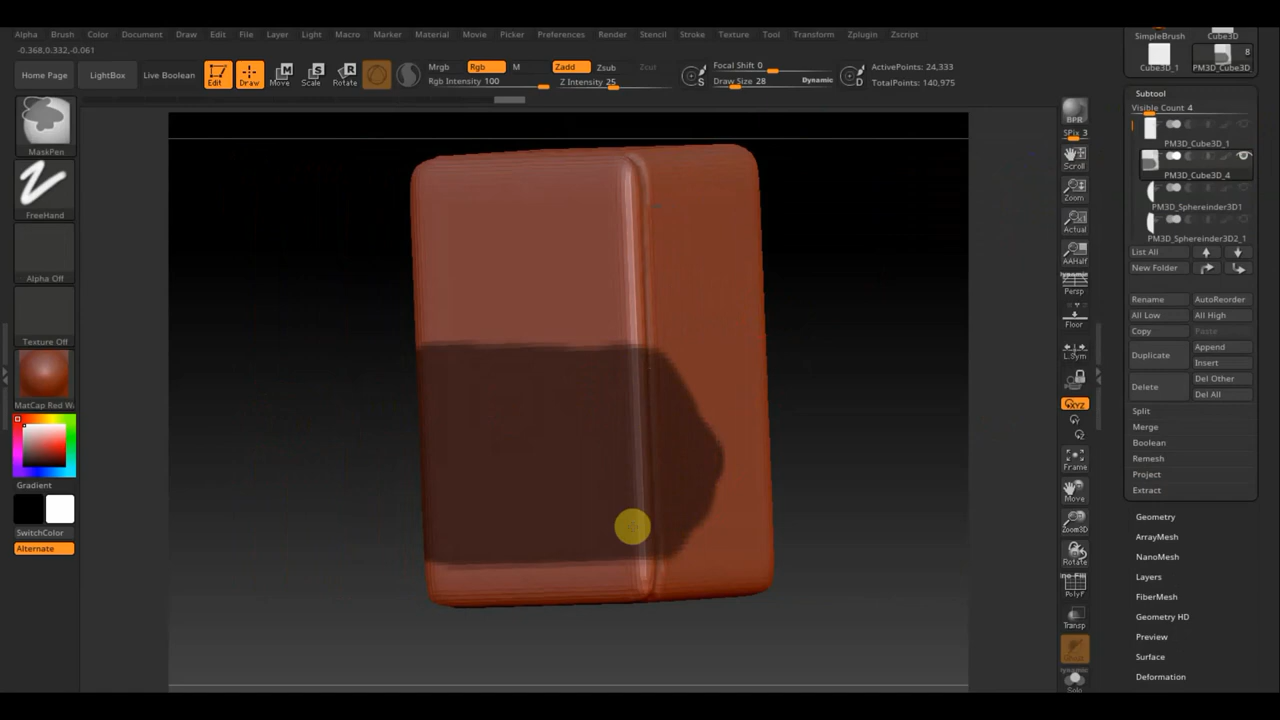 Alpha Brush Color Document Draw Edit File Layer Light Macro Marker Material Movie Picker Preferences Render Stencil Stroke Texture Tool Transform Zplugin Zscript
-0.368,0.332,-0.061
Home Page LightBox Live Boolean Edit Draw Move Scale Rotate
Mrgb Rgb M Zadd Zsub Zcut
Rgb Intensity 100 Z Intensity 25
Focal Shift 0
Draw Size 28 Dynamic
S
D
ActivePoints: 24,333
TotalPoints: 140,975
MaskPen
FreeHand
Alpha Off
Texture Off
MatCap Red W
Gradient
SwitchColor
Alternate
BPR
SPix 3
Scroll
Zoom
Actual
AAHalf
Dynamic
Persp
Floor
L.Sym
XYZ
Y
Z
Frame
Move
Zoom3D
Rotate
Line Fill
PolyF
Transp
Ghost
Dynamic
Solo
SimpleBrush Cube3D
8
Cube3D_1 PM3D_Cube3D
Subtool
Visible Count 4
PM3D_Cube3D_1
PM3D_Cube3D_4
PM3D_Sphereinder3D1
PM3D_Sphereinder3D2_1
List All
New Folder
Rename AutoReorder
All Low All High
Copy Paste
Duplicate Append
Insert
Delete Del Other
Del All
Split
Merge
Boolean
Remesh
Project
Extract
Geometry
ArrayMesh
NanoMesh
Layers
FiberMesh
Geometry HD
Preview
Surface
Deformation